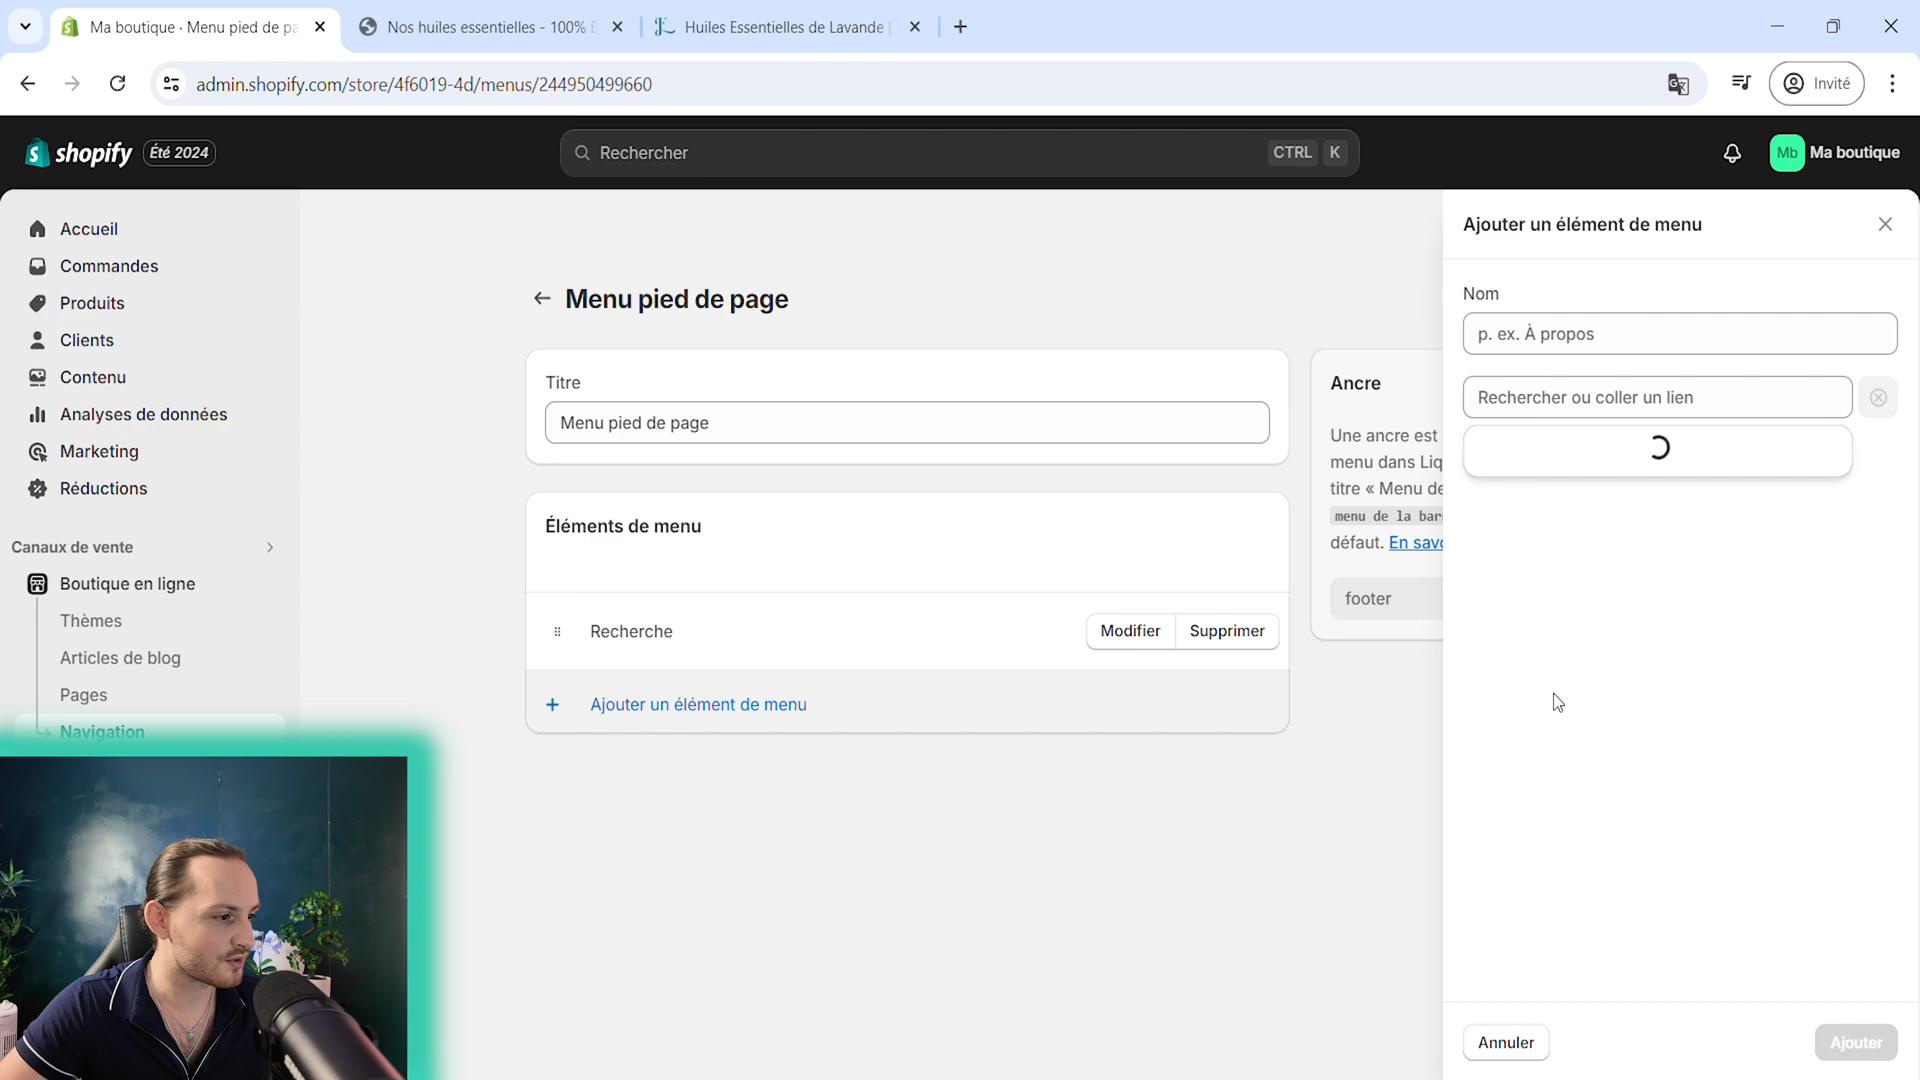 Ma boutique · Menu pied de pa
Nos huiles essentielles - 100%
Huiles Essentielles de Lavande |
admin.shopify.com/store/4f6019-4d/menus/244950499660
Invité
shopify
Été 2024
Rechercher
CTRL K
Mb
Ma boutique
Accueil
Commandes
Produits
Clients
Contenu
Analyses de données
Marketing
Réductions
Canaux de vente
Boutique en ligne
Thèmes
Articles de blog
Pages
Navigation
Menu pied de page
Titre
Menu pied de page
Éléments de menu
Recherche
Modifier
Supprimer
Ajouter un élément de menu
Ancre
Une ancre est
menu dans Liq
titre « Menu de
menu de la bar
défaut. En savo
footer
Ajouter un élément de menu
Nom
p. ex. À propos
Rechercher ou coller un lien
Annuler
Ajouter